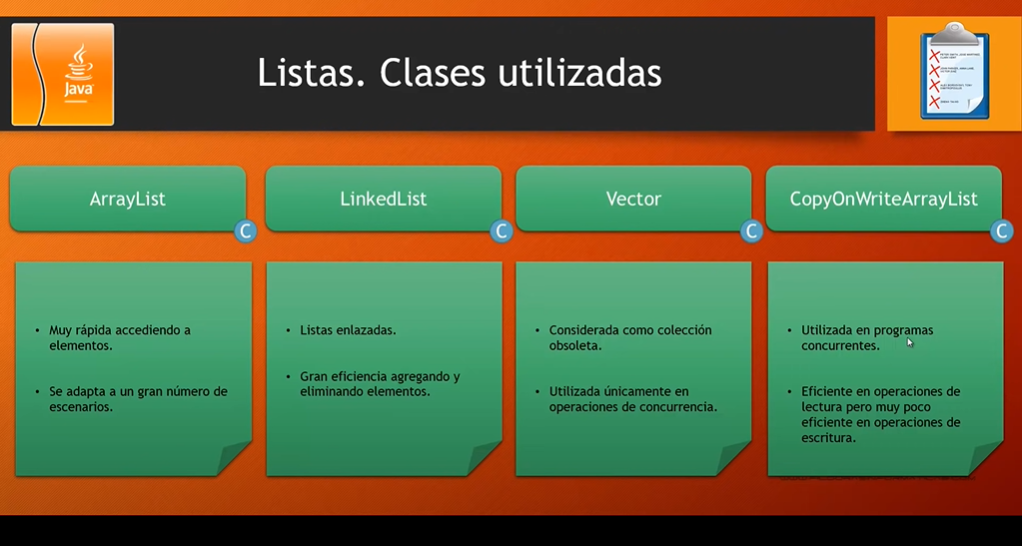 Listas. Clases utilizadas
Java
ArrayList
C
LinkedList
C
Vector
C
CopyOnWriteArrayList
C
• Muy rápida accediendo a
elementos.
• Se adapta a un gran número de
escenarios.
• Listas enlazadas.
• Gran eficiencia agregando y
eliminando elementos.
• Considerada como colección
obsoleta.
• Utilizada únicamente en
operaciones de concurrencia.
• Utilizada en programas
concurrentes.
• Eficiente en operaciones de
lectura pero muy poco
eficiente en operaciones de
escritura.